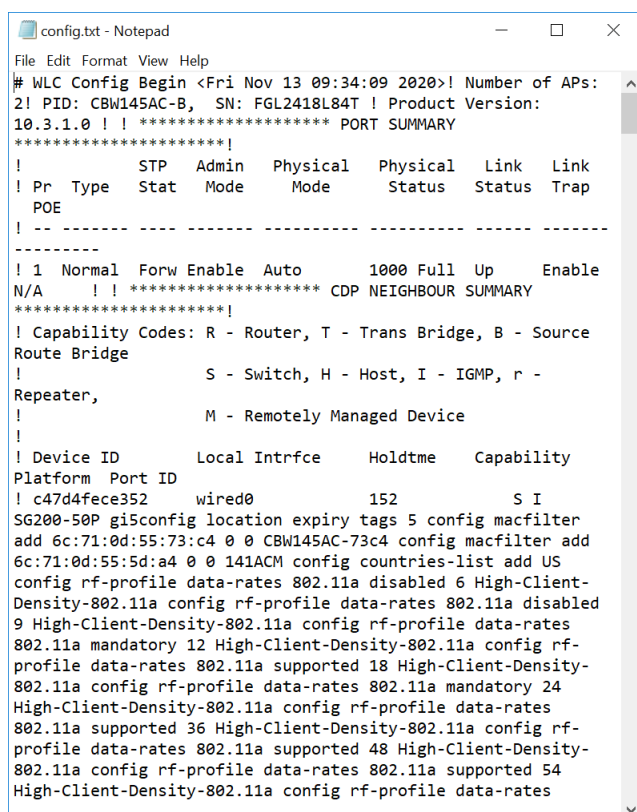 config.txt - Notepad
File Edit Format View Help
# WLC Config Begin <Fri Nov 13 09:34:09 2020>! Number of APs:
2! PID: CBW145AC-B,  SN: FGL2418L84T ! Product Version:
10.3.1.0 ! ! ******************** PORT SUMMARY
**********************!
!            STP   Admin   Physical   Physical   Link   Link
! Pr  Type   Stat   Mode     Mode      Status   Status  Trap
  POE
! -- ------- ---- ------- ---------- ---------- ------ -------
---------
! 1  Normal  Forw Enable  Auto       1000 Full  Up     Enable
N/A     ! ! ******************** CDP NEIGHBOUR SUMMARY
**********************!
! Capability Codes: R - Router, T - Trans Bridge, B - Source
Route Bridge
!                   S - Switch, H - Host, I - IGMP, r -
Repeater,
!                   M - Remotely Managed Device
!
! Device ID        Local Intrfce     Holdtme    Capability
Platform  Port ID
! c47d4fece352     wired0            152            S I
SG200-50P gi5config location expiry tags 5 config macfilter
add 6c:71:0d:55:73:c4 0 0 CBW145AC-73c4 config macfilter add
6c:71:0d:55:5d:a4 0 0 141ACM config countries-list add US
config rf-profile data-rates 802.11a disabled 6 High-Client-
Density-802.11a config rf-profile data-rates 802.11a disabled
9 High-Client-Density-802.11a config rf-profile data-rates
802.11a mandatory 12 High-Client-Density-802.11a config rf-
profile data-rates 802.11a supported 18 High-Client-Density-
802.11a config rf-profile data-rates 802.11a mandatory 24
High-Client-Density-802.11a config rf-profile data-rates
802.11a supported 36 High-Client-Density-802.11a config rf-
profile data-rates 802.11a supported 48 High-Client-Density-
802.11a config rf-profile data-rates 802.11a supported 54
High-Client-Density-802.11a config rf-profile data-rates